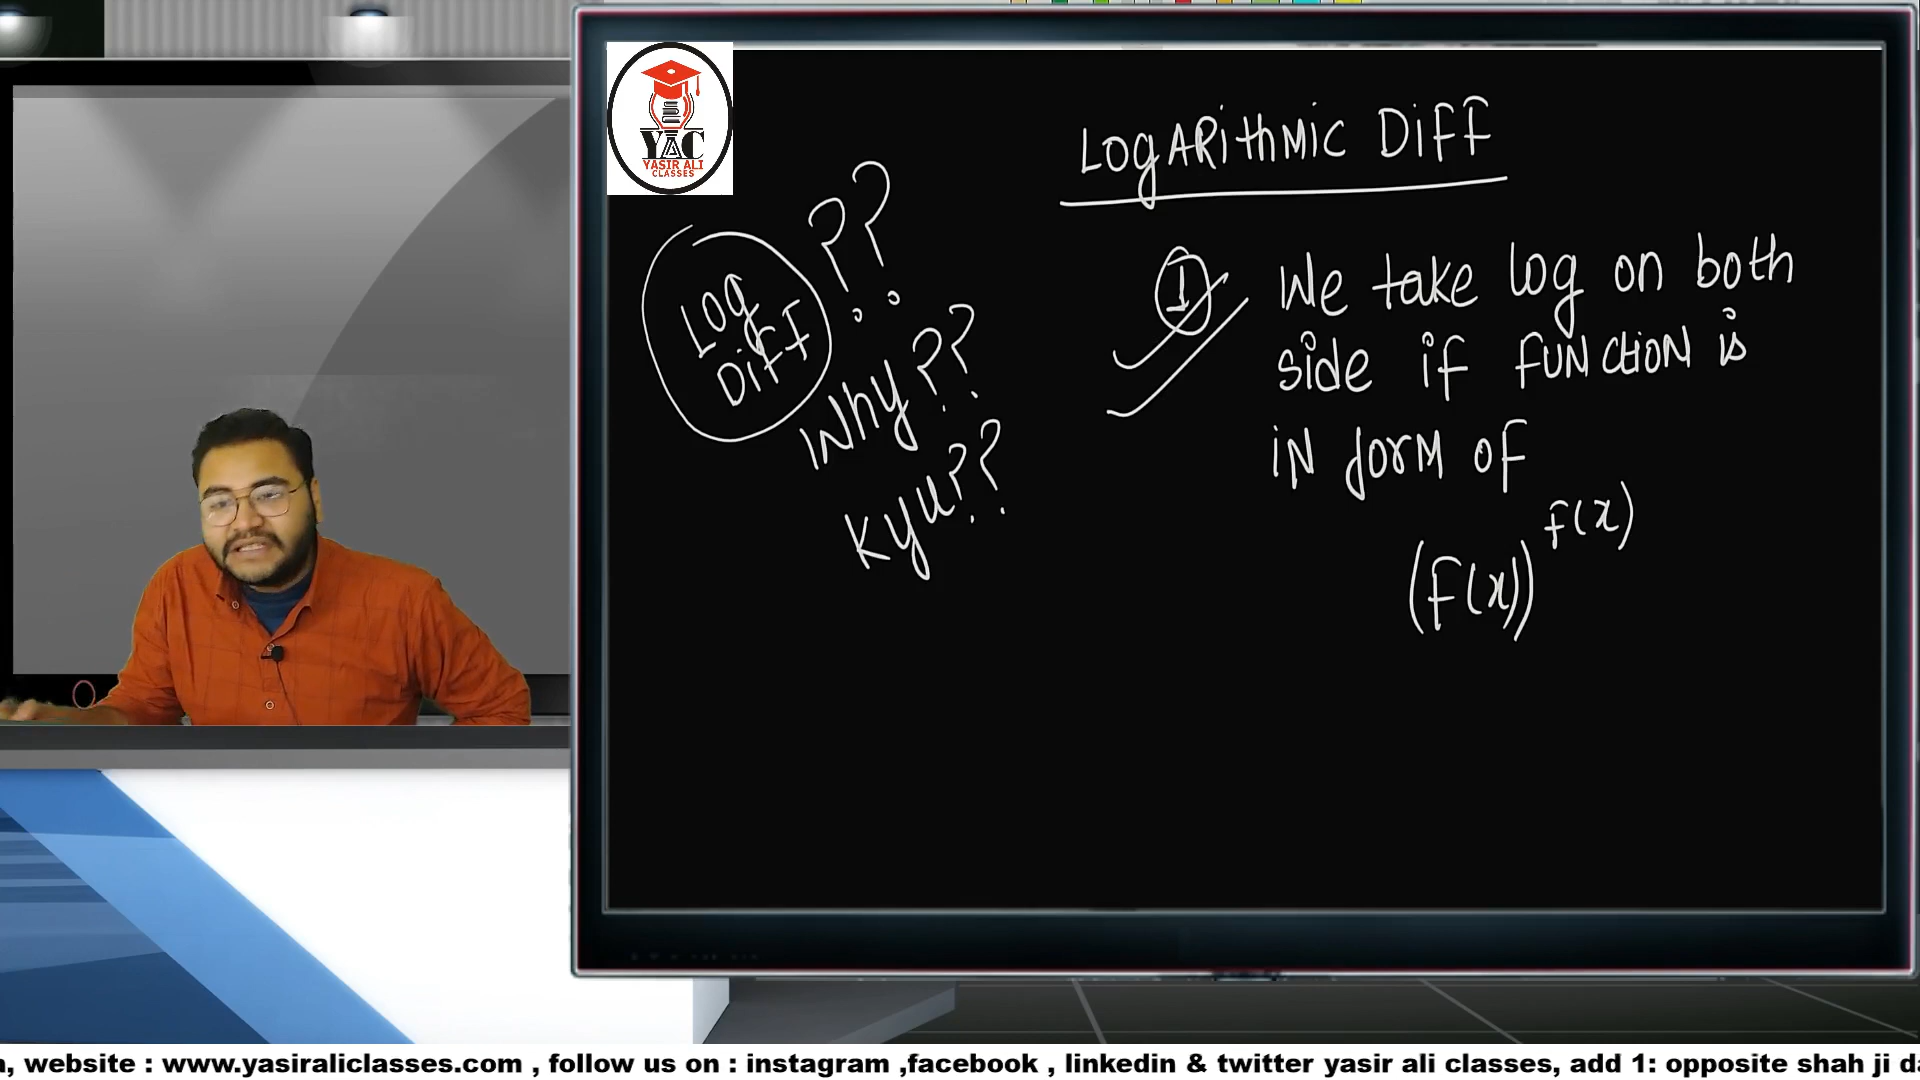 YAC
YASIR ALI
CLASSES
LOGARithMIC DiFF
LOG
DiFF
??
Why??
Kyu??
I
We take log on both
side if FUNCtiON is
iN forM OF
(F(x))^F(x)
, website : www.yasiraliclasses.com , follow us on : instagram ,facebook , linkedin & twitter yasir ali classes, add 1: opposite shah ji